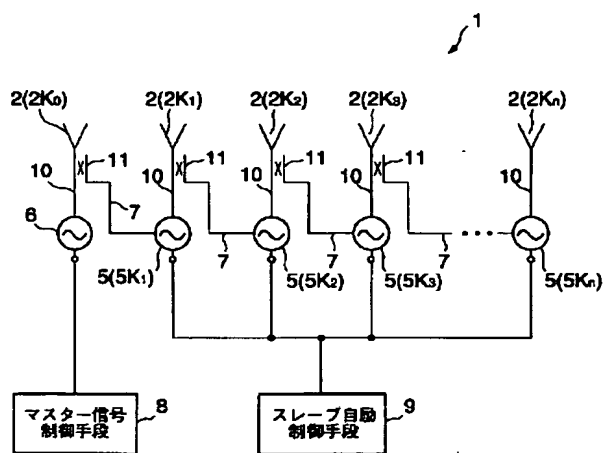 1
2(2K₀) 2(2K₁) 2(2K₂) 2(2K₃) 2(2Kₙ)
11 11 11 11
10 10 10 10 10
6 7 7 7 7
5(5K₁) 5(5K₂) 5(5K₃) 5(5Kₙ)
マスター信号
制御手段
8
スレーブ自励
制御手段
9